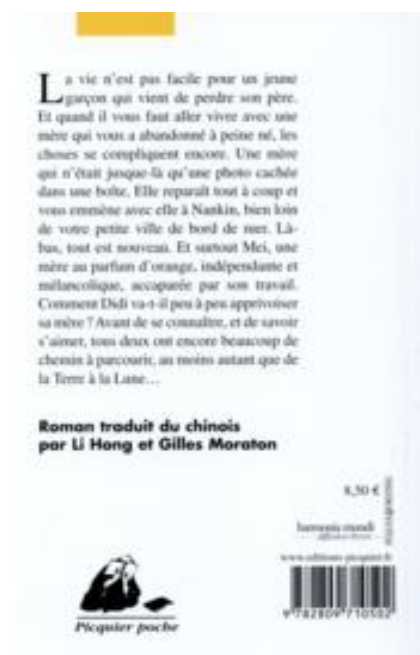 La vie n'est pas facile pour un jeune
garçon qui vient de perdre son père.
Et quand il vous faut aller vivre avec une
mère qui vous a abandonné à peine né, les
choses se compliquent encore. Une mère
qui n'était jusque-là qu'une photo cachée
dans une boîte. Elle reparaît tout à coup et
vous emmène avec elle à Nankin, bien loin
de votre petite ville de bord de mer. Là-
bas, tout est nouveau. Et surtout Mei, une
mère au parfum d'orange, indépendante et
mélancolique, accaparée par son travail.
Comment Didi va-t-il peu à peu apprivoiser
sa mère ? Avant de se connaître, et de savoir
s'aimer, tous deux ont encore beaucoup de
chemin à parcourir, au moins autant que de
la Terre à la Lune...
Roman traduit du chinois
par Li Hong et Gilles Moraton
8,50 €
harmonia mundi
www.editions-picquier.fr
9 782809 710502
Picquier poche